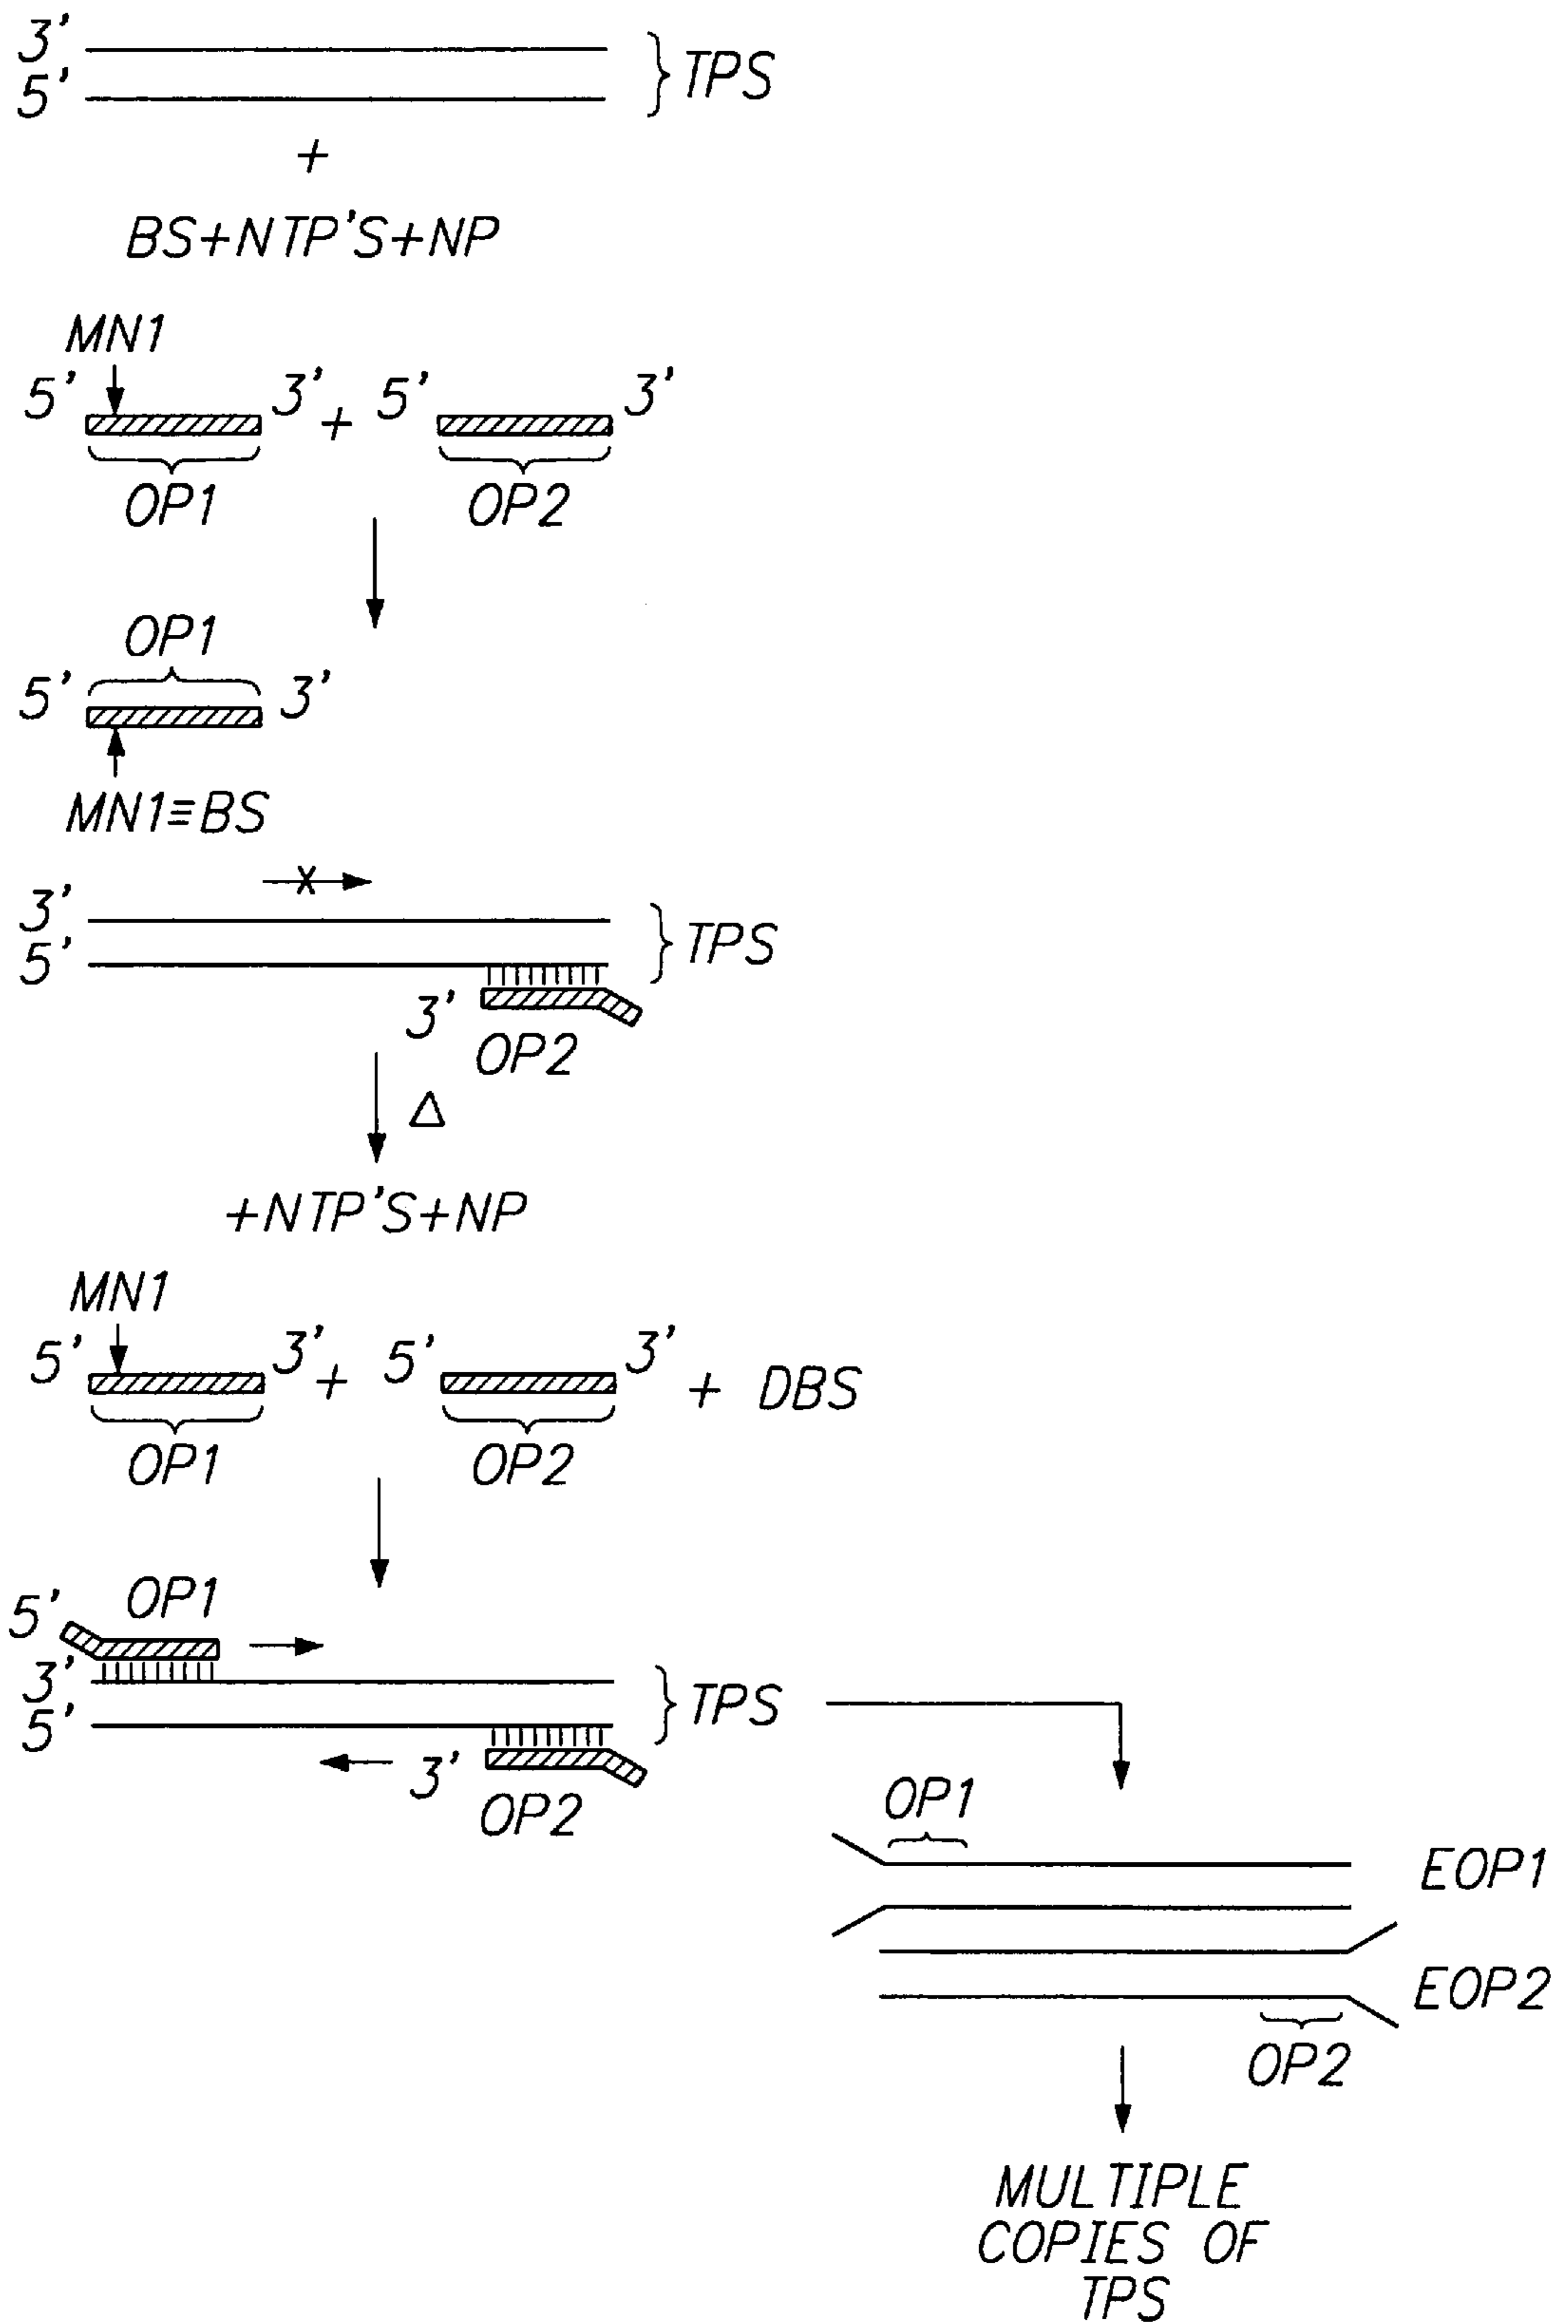 3'
5'
TPS
+
BS+NTP'S+NP
MN1
5' 3' + 5' 3'
OP1 OP2
OP1
5' 3'
MN1≡BS
X
3'
5'
TPS
3'
OP2
Δ
+NTP'S+NP
MN1
5' 3' + 5' 3' + DBS
OP1 OP2
OP1
5'
3'
5'
TPS
3'
OP2
OP1
EOP1
EOP2
OP2
MULTIPLE
COPIES OF
TPS